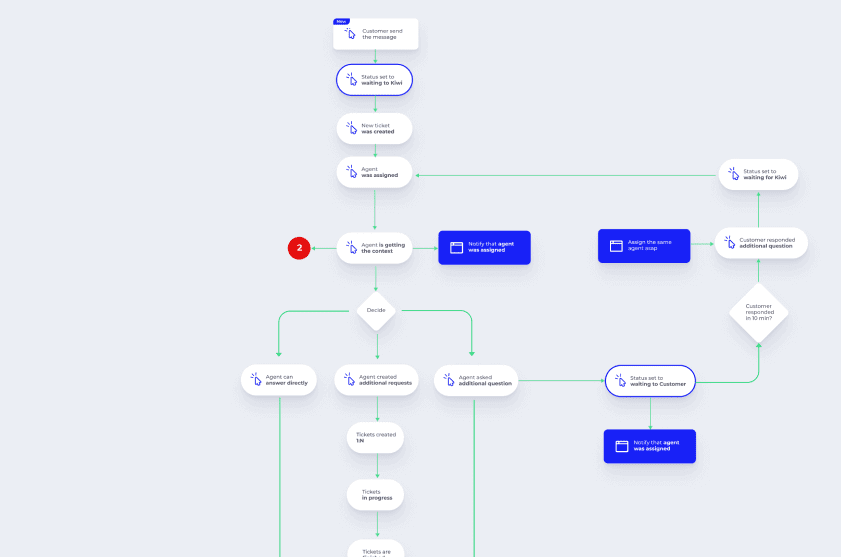 New
Customer send
the message
Status set to
waiting to Kiwi
New ticket
was created
Agent
was assigned
Status set to
waiting for Kiwi
2
Agent is getting
the context
Notify that agent
was assigned
Assign the same
agent asap
Customer responded
additional question
Decide
Customer
responded
in 10 min?
Agent can
answer directly
Agent created
additional requests
Agent asked
additional question
Status set to
waiting to Customer
Tickets created
1:N
Notify that agent
was assigned
Tickets
in progress
Tickets are